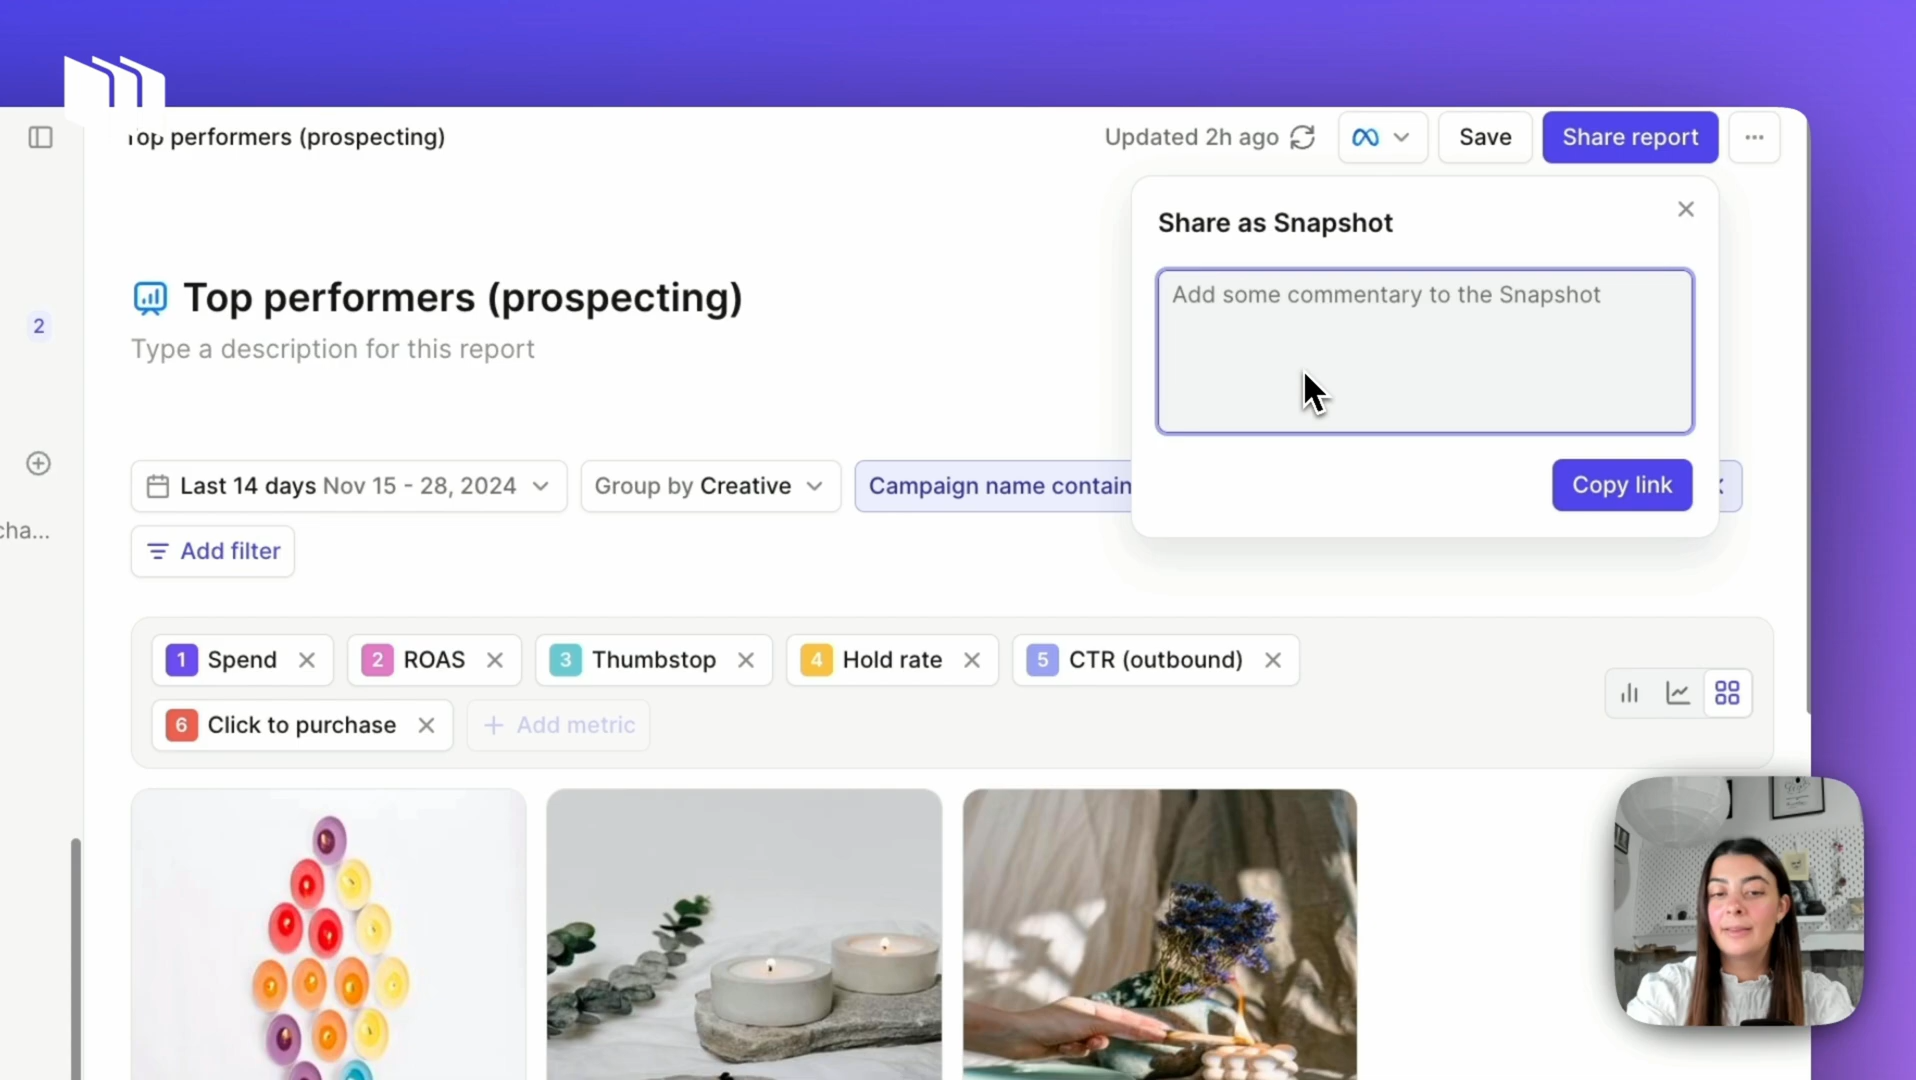 Top performers (prospecting)
Updated 2h ago
Save
Share report
Share as Snapshot
Add some commentary to the Snapshot
Copy link
Top performers (prospecting)
Type a description for this report
2
Last 14 days Nov 15 - 28, 2024
Group by Creative
Campaign name contain
cha...
Add filter
1 Spend
2 ROAS
3 Thumbstop
4 Hold rate
5 CTR (outbound)
6 Click to purchase
+ Add metric